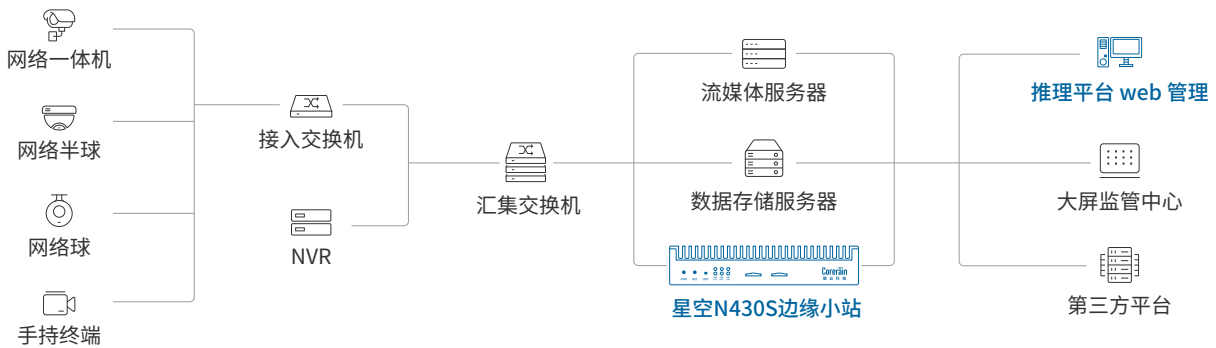 网络一体机
网络半球
网络球
手持终端
接入交换机
NVR
汇集交换机
流媒体服务器
数据存储服务器
Corerain
星空N430S边缘小站
推理平台 web 管理
大屏监管中心
第三方平台